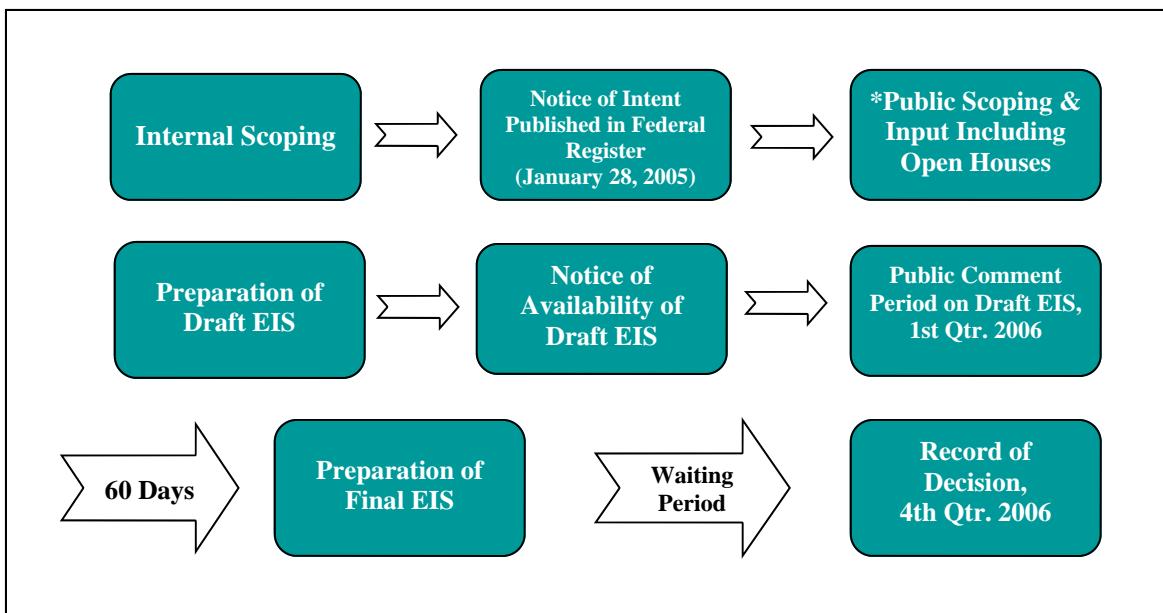 Internal Scoping
Notice of Intent
Published in Federal
Register
(January 28, 2005)
*Public Scoping &
Input Including
Open Houses
Preparation of
Draft EIS
Notice of
Availability of
Draft EIS
Public Comment
Period on Draft EIS,
1st Qtr. 2006
60 Days
Preparation of
Final EIS
Waiting
Period
Record of
Decision,
4th Qtr. 2006